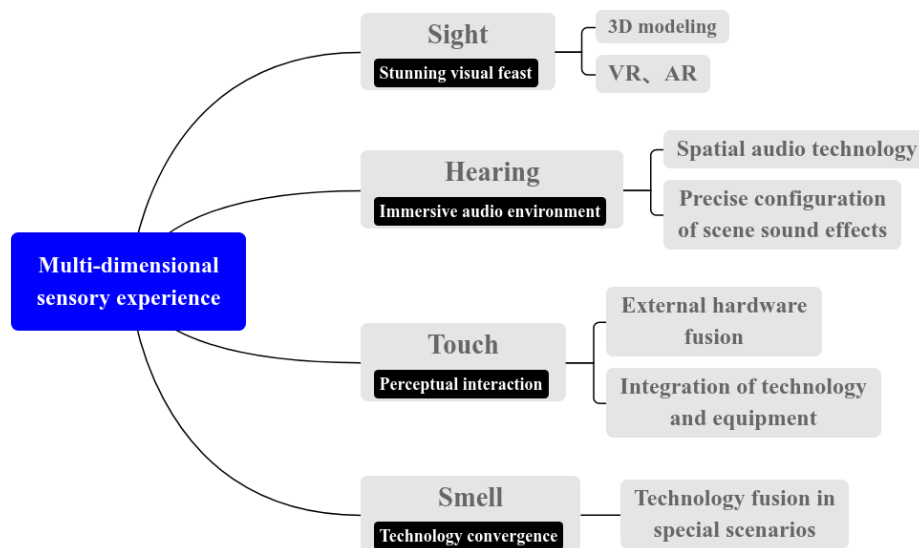 Multi-dimensional
sensory experience
Sight
Stunning visual feast
3D modeling
VR、AR
Hearing
Immersive audio environment
Spatial audio technology
Precise configuration
of scene sound effects
Touch
Perceptual interaction
External hardware
fusion
Integration of technology
and equipment
Smell
Technology convergence
Technology fusion in
special scenarios